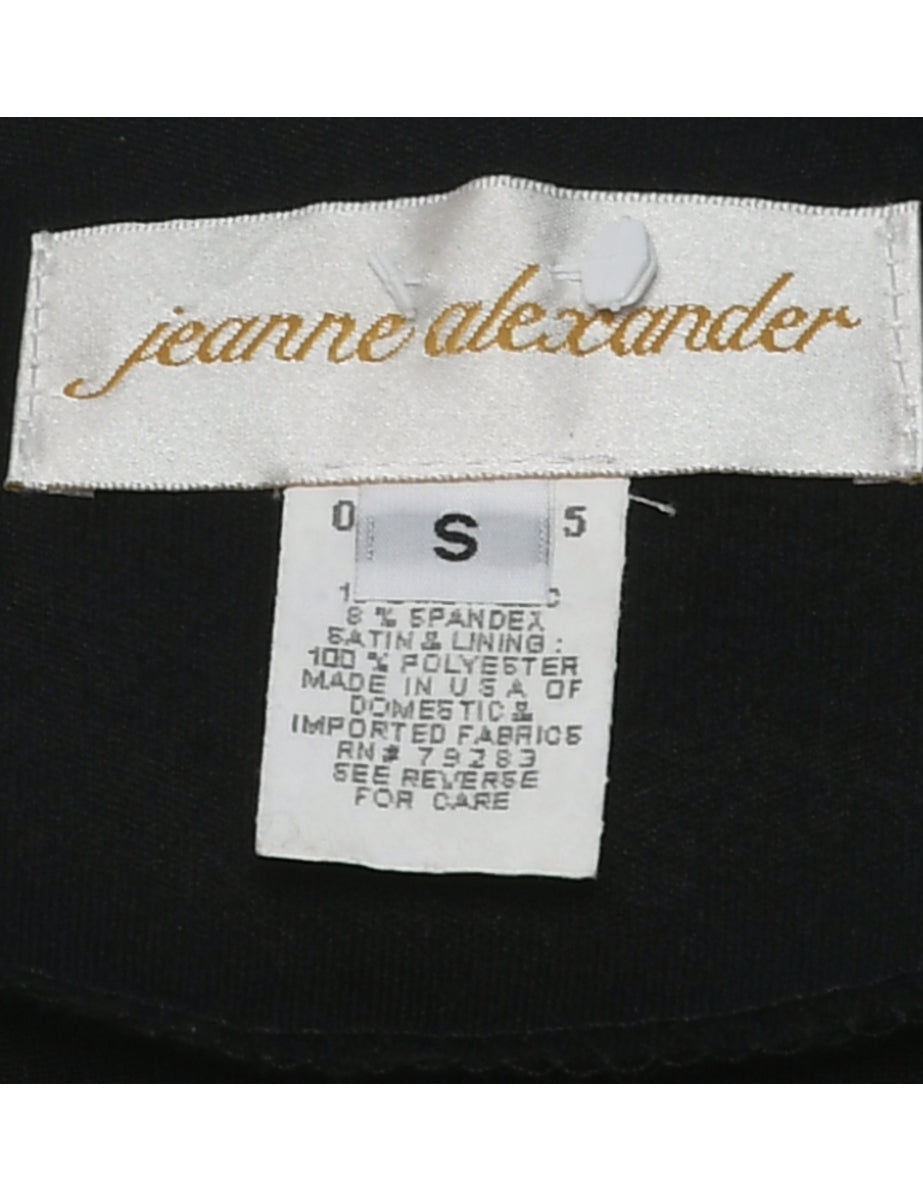 jeanne alexander
0 S 5
8 % SPANDEX
SATIN & LINING :
100 % POLYESTER
MADE IN U S A OF
DOMESTIC &
IMPORTED FABRICS
RN# 79283
SEE REVERSE
FOR CARE